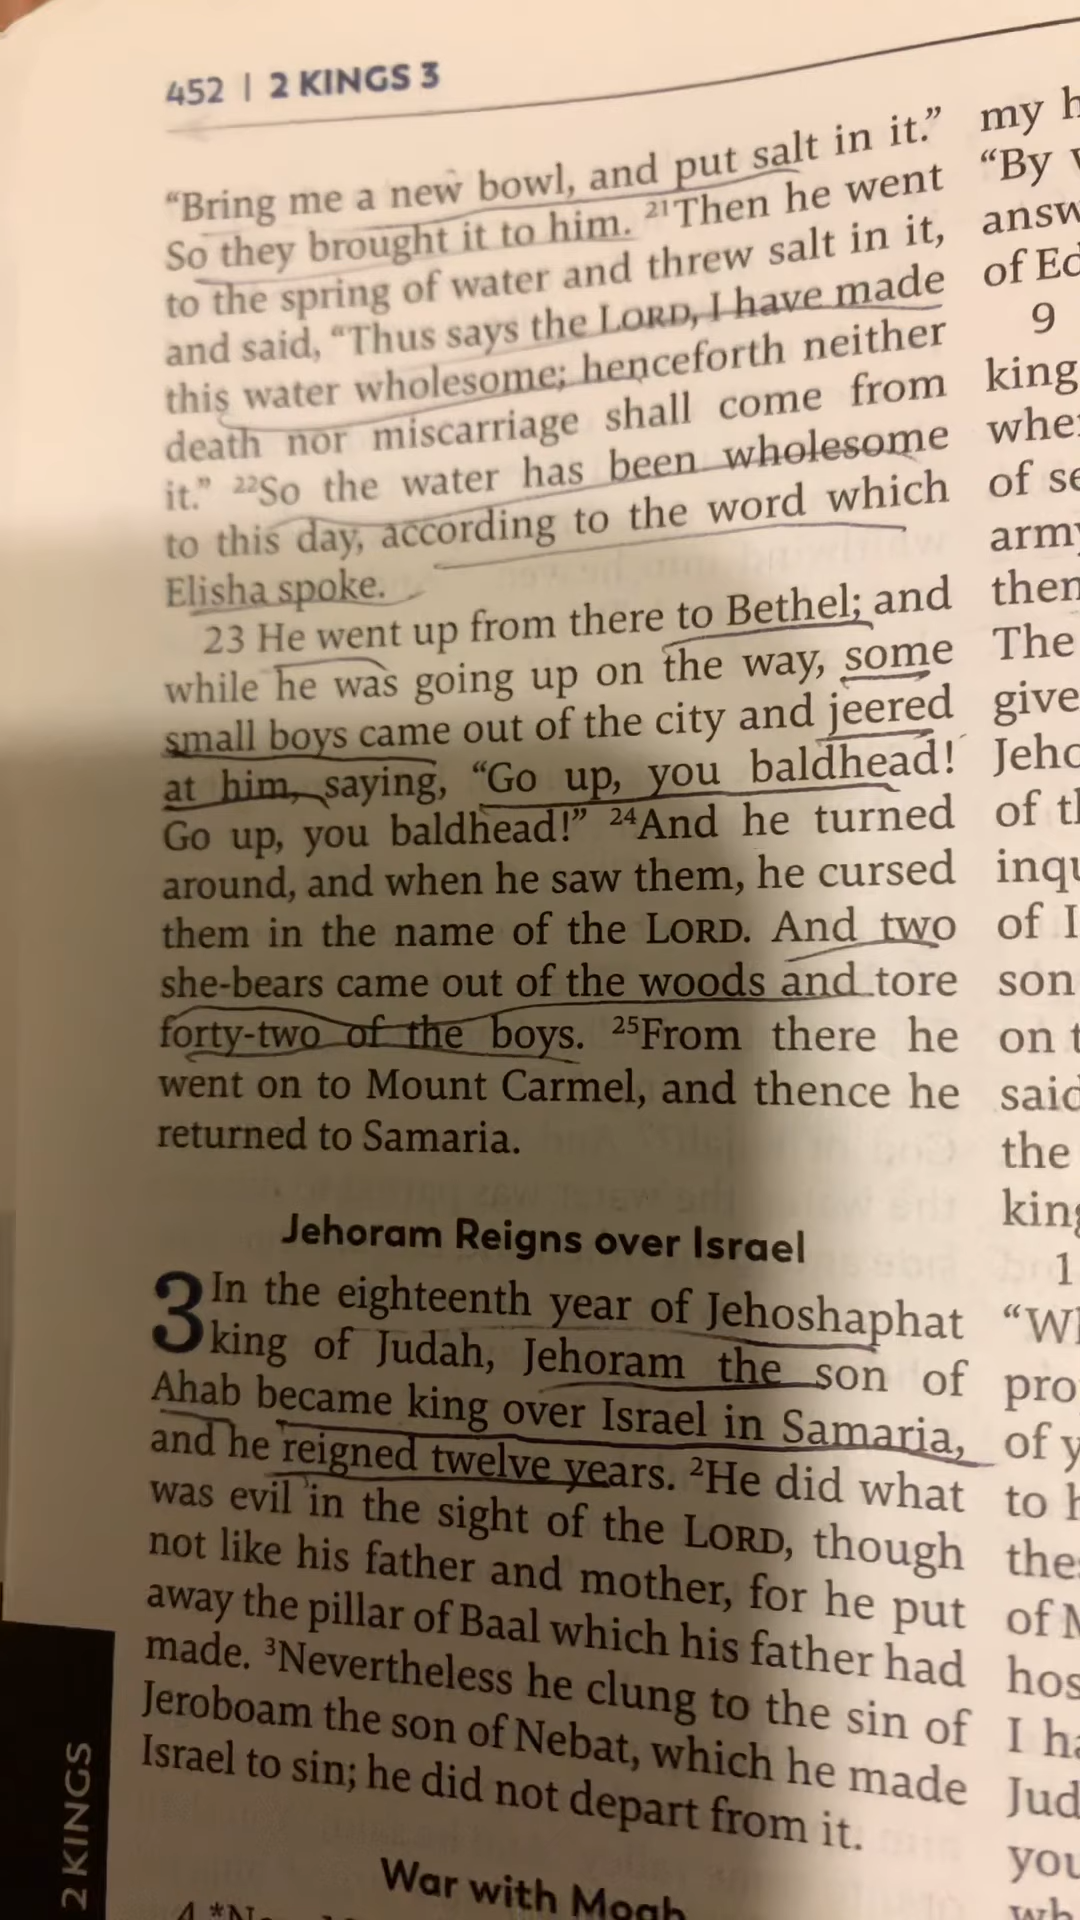 452 | 2 KINGS 3
“Bring me a new bowl, and put salt in it.”
So they brought it to him. 21Then he went
to the spring of water and threw salt in it,
and said, “Thus says the LORD, I have made
this water wholesome; henceforth neither
death nor miscarriage shall come from
it.” 22So the water has been wholesome
to this day, according to the word which
Elisha spoke.
23 He went up from there to Bethel; and
while he was going up on the way, some
small boys came out of the city and jeered
at him, saying, “Go up, you baldhead!
Go up, you baldhead!” 24And he turned
around, and when he saw them, he cursed
them in the name of the LORD. And two
she-bears came out of the woods and tore
forty-two of the boys. 25From there he
went on to Mount Carmel, and thence he
returned to Samaria.
Jehoram Reigns over Israel
3 In the eighteenth year of Jehoshaphat
king of Judah, Jehoram the son of
Ahab became king over Israel in Samaria,
and he reigned twelve years. 2He did what
was evil in the sight of the LORD, though
not like his father and mother, for he put
away the pillar of Baal which his father had
made. 3Nevertheless he clung to the sin of
Jeroboam the son of Nebat, which he made
Israel to sin; he did not depart from it.
War with Moab
2 KINGS
my
“By
of
9
king
of
army
The
give
of
of
son
on
said
the
1
pro
of
to
of
I
you